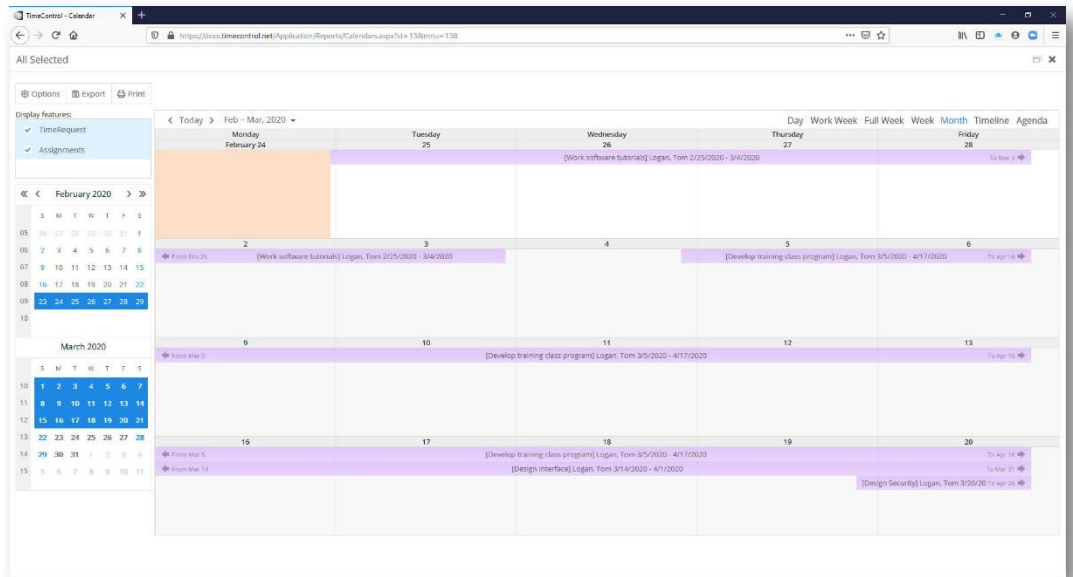 TimeControl - Calendar
https://docs.timecontrol.net/Application/Reports/Calendars.aspx?st=138mnu=138
All Selected
Options Export Print
Display features:
TimeRequest
Assignments
Today Feb – Mar, 2020
Day Work Week Full Week Week Month Timeline Agenda
Monday Tuesday Wednesday Thursday Friday
February 24 25 26 27 28
[Work software tutorials] Logan, Tom 2/25/2020 - 3/4/2020 To Mar 3
2 3 4 5 6
From Feb 25 [Work software tutorials] Logan, Tom 2/25/2020 - 3/4/2020 [Develop training class program] Logan, Tom 3/5/2020 - 4/17/2020 To Apr 16
9 10 11 12 13
From Mar 5 [Develop training class program] Logan, Tom 3/5/2020 - 4/17/2020 To Apr 16
16 17 18 19 20
From Mar 5 [Develop training class program] Logan, Tom 3/5/2020 - 4/17/2020 To Apr 16
From Mar 14 [Design Interface] Logan, Tom 3/14/2020 - 4/1/2020 To Mar 31
[Design Security] Logan, Tom 3/20/20 To Apr 26
February 2020
S M T W T F S
05 26 27 28 29 30 31 1
06 2 3 4 5 6 7 8
07 9 10 11 12 13 14 15
08 16 17 18 19 20 21 22
09 23 24 25 26 27 28 29
10
March 2020
S M T W T F S
10 1 2 3 4 5 6 7
11 8 9 10 11 12 13 14
12 15 16 17 18 19 20 21
13 22 23 24 25 26 27 28
14 29 30 31 1 2 3 4
15 5 6 7 8 9 10 11